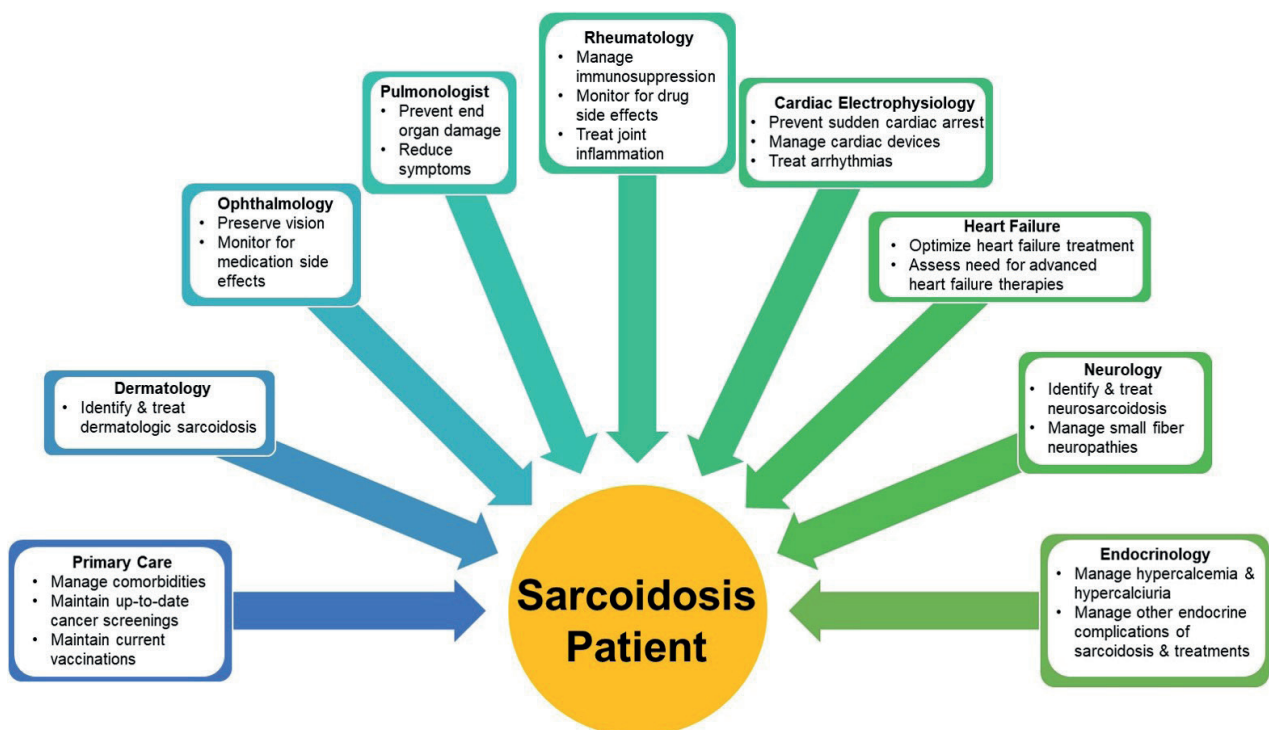 Rheumatology
• Manage
immunosuppression
• Monitor for drug
side effects
• Treat joint
inflammation
Pulmonologist
• Prevent end
organ damage
• Reduce
symptoms
Cardiac Electrophysiology
• Prevent sudden cardiac arrest
• Manage cardiac devices
• Treat arrhythmias
Ophthalmology
• Preserve vision
• Monitor for
medication side
effects
Heart Failure
• Optimize heart failure treatment
• Assess need for advanced
heart failure therapies
Dermatology
• Identify & treat
dermatologic sarcoidosis
Neurology
• Identify & treat
neurosarcoidosis
• Manage small fiber
neuropathies
Primary Care
• Manage comorbidities
• Maintain up-to-date
cancer screenings
• Maintain current
vaccinations
Sarcoidosis
Patient
Endocrinology
• Manage hypercalcemia &
hypercalciuria
• Manage other endocrine
complications of
sarcoidosis & treatments